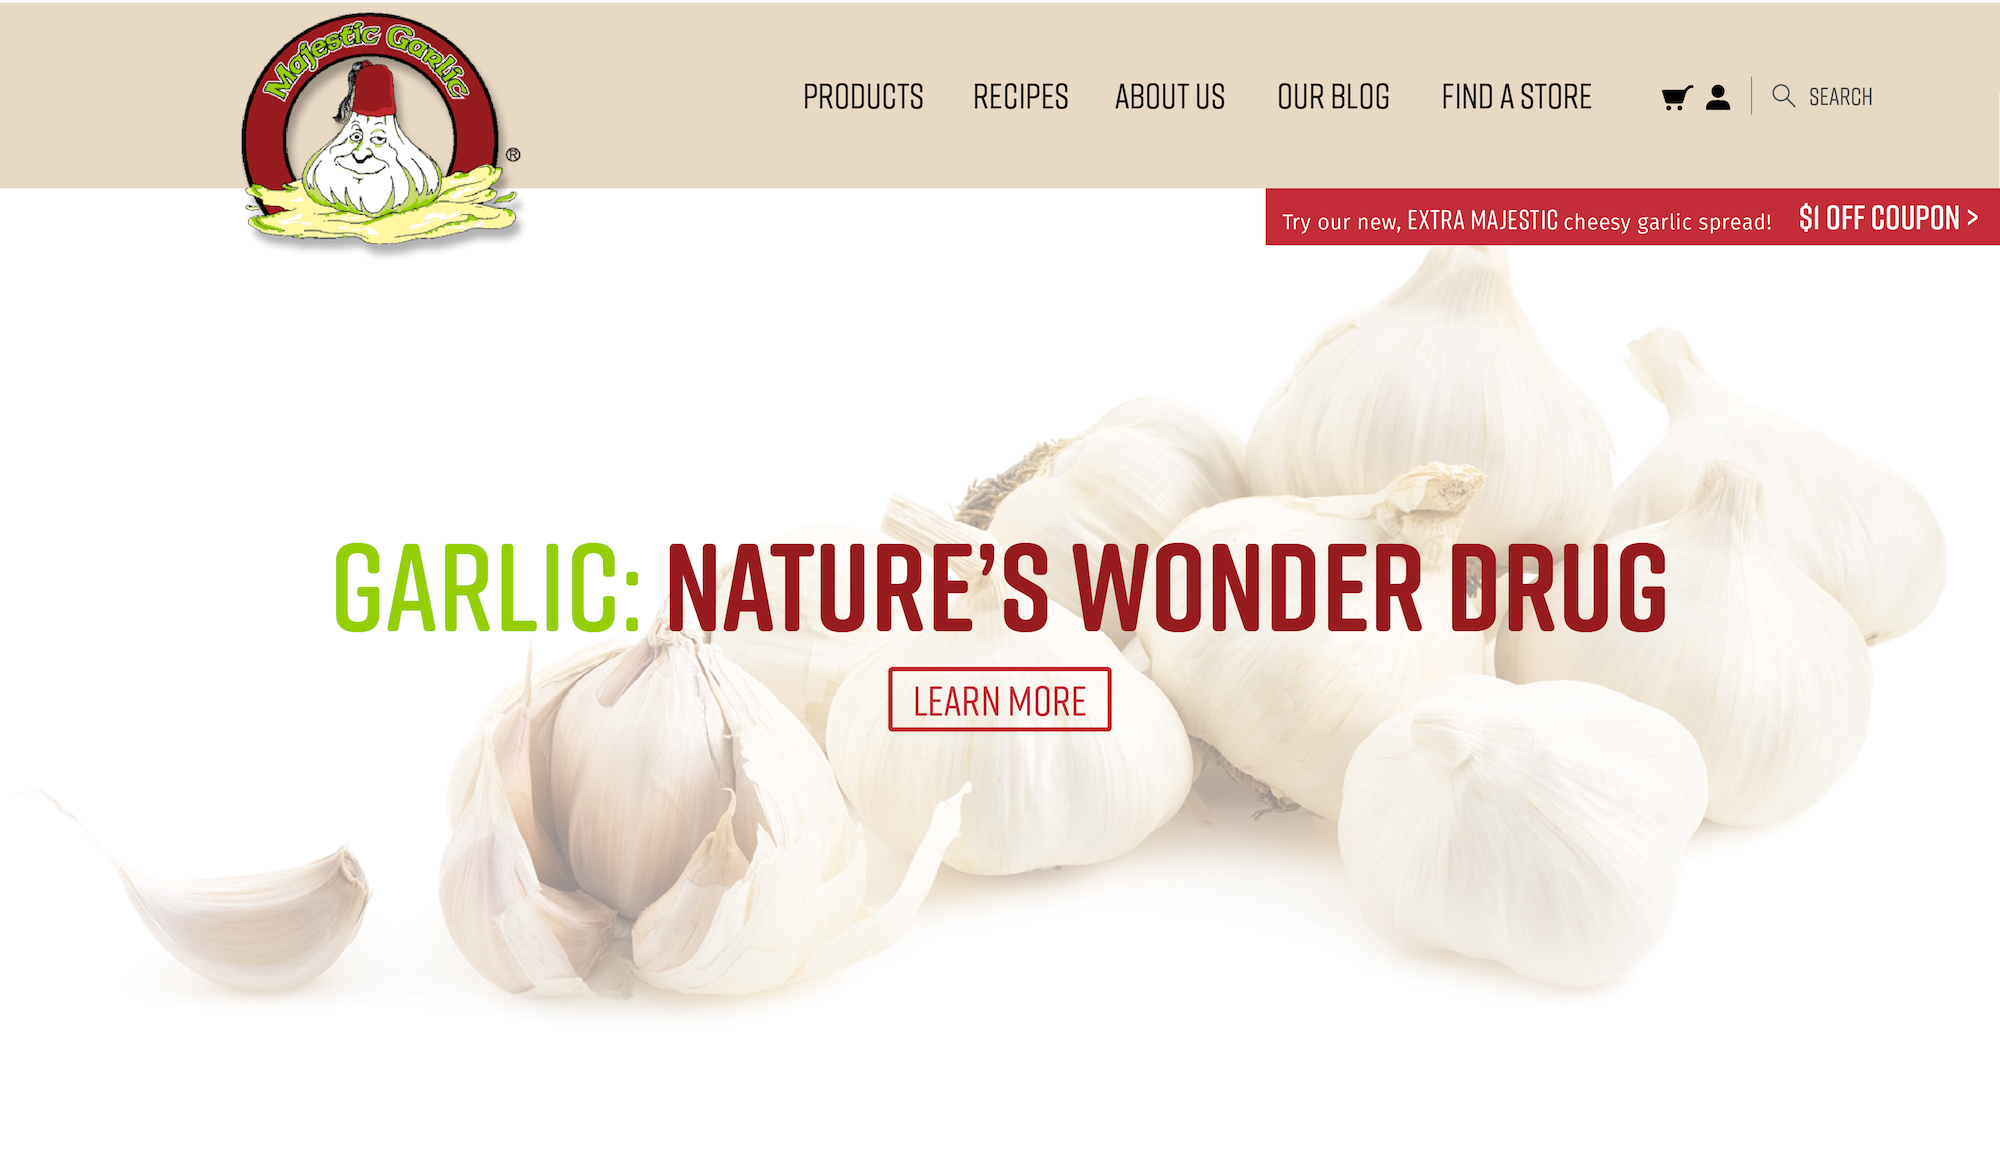 Majestic Garlic
®
PRODUCTS RECIPES ABOUT US OUR BLOG FIND A STORE SEARCH
Try our new, EXTRA MAJESTIC cheesy garlic spread! $1 OFF COUPON >
GARLIC: NATURE’S WONDER DRUG
LEARN MORE